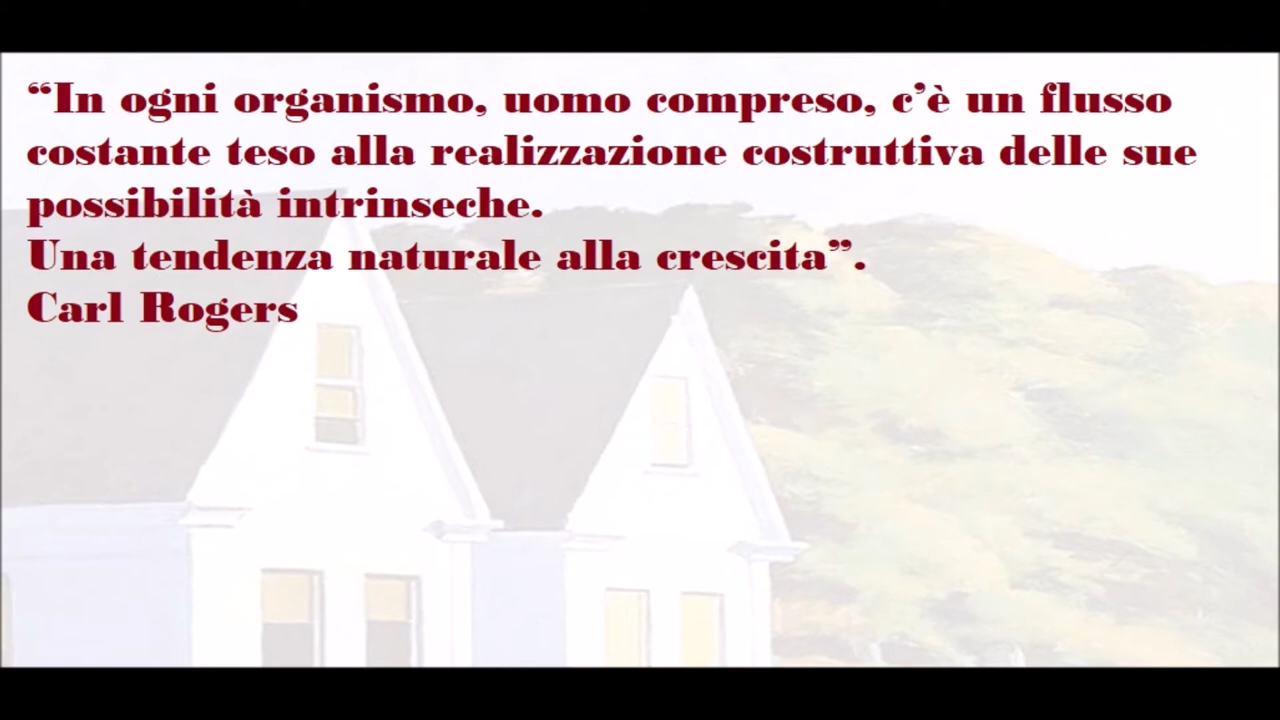 “In ogni organismo, uomo compreso, c’è un flusso
costante teso alla realizzazione costruttiva delle sue
possibilità intrinseche.
Una tendenza naturale alla crescita”.
Carl Rogers